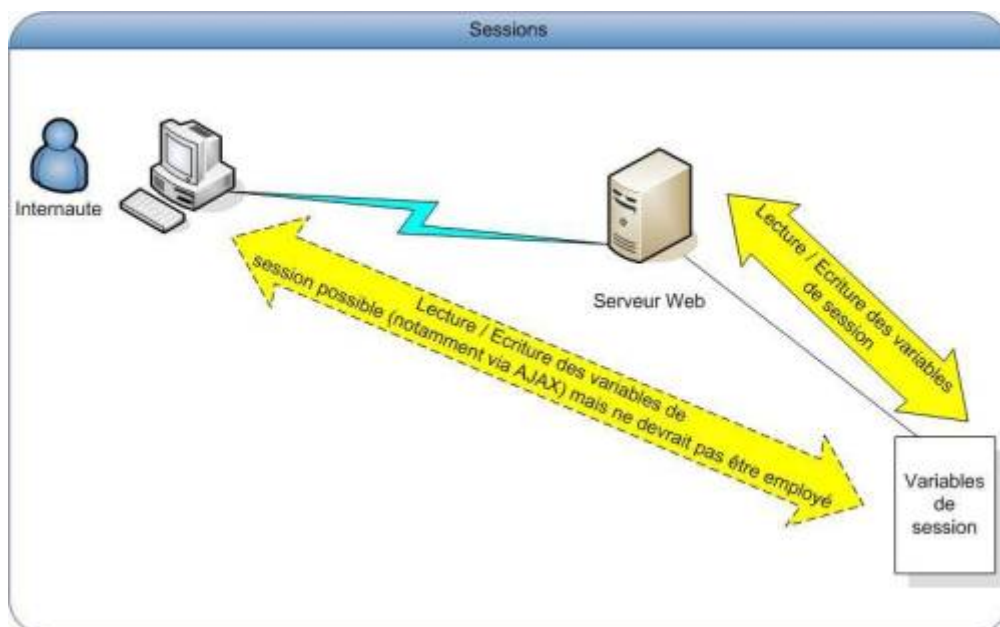 Sessions
Internaute
Serveur Web
Lecture / Ecriture des variables
de session
Lecture / Ecriture des variables de
session possible (notamment via AJAX) mais ne devrait pas être employé
Variables
de
session